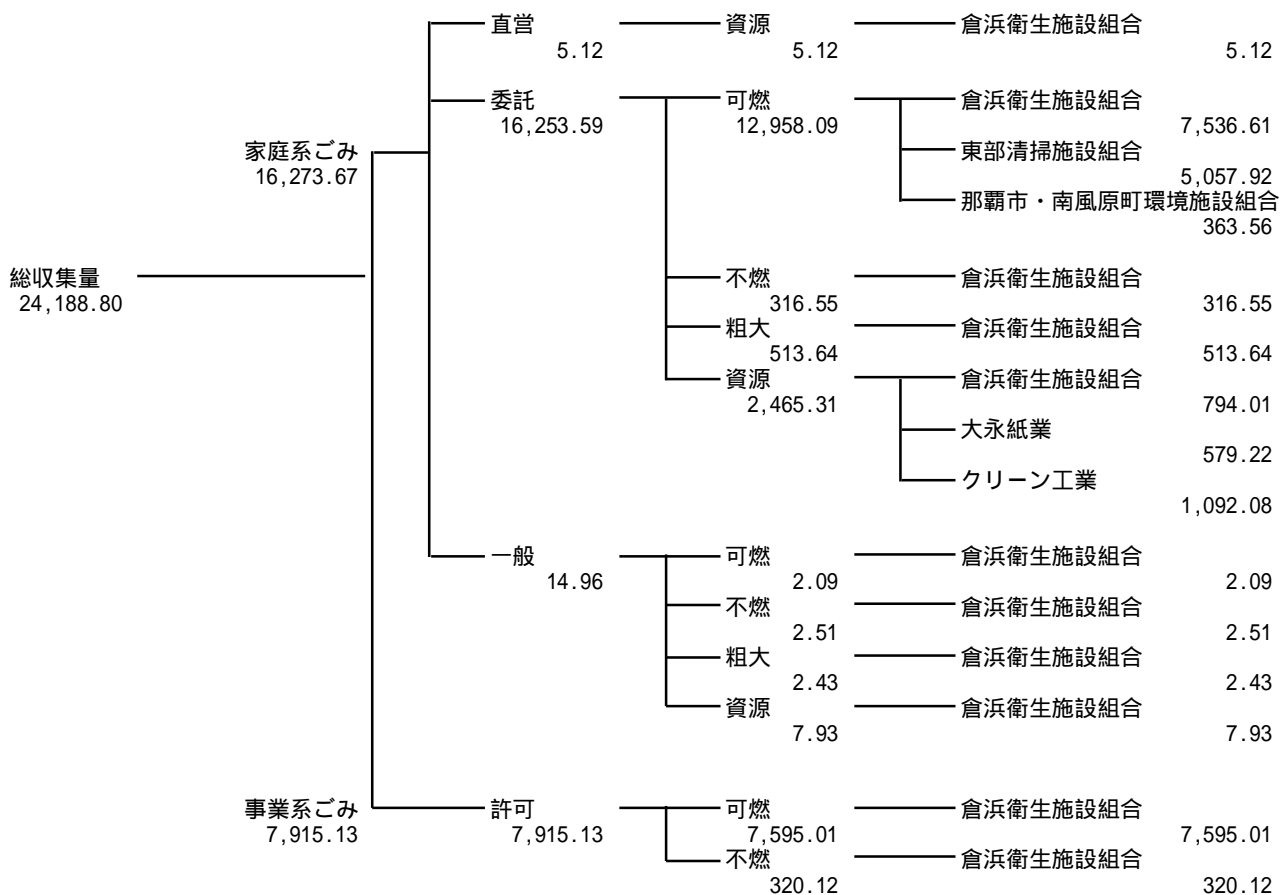 直営 資源 倉浜衛生施設組合
5.12 5.12 5.12
委託 可燃 倉浜衛生施設組合
16,253.59 12,958.09 7,536.61
家庭系ごみ 東部清掃施設組合
16,273.67 5,057.92
那覇市・南風原町環境施設組合
363.56
総収集量 不燃 倉浜衛生施設組合
24,188.80 316.55 316.55
粗大 倉浜衛生施設組合
513.64 513.64
資源 倉浜衛生施設組合
2,465.31 794.01
大永紙業
579.22
クリーン工業
1,092.08
一般 可燃 倉浜衛生施設組合
14.96 2.09 2.09
不燃 倉浜衛生施設組合
2.51 2.51
粗大 倉浜衛生施設組合
2.43 2.43
資源 倉浜衛生施設組合
7.93 7.93
事業系ごみ 許可 可燃 倉浜衛生施設組合
7,915.13 7,915.13 7,595.01 7,595.01
不燃 倉浜衛生施設組合
320.12 320.12